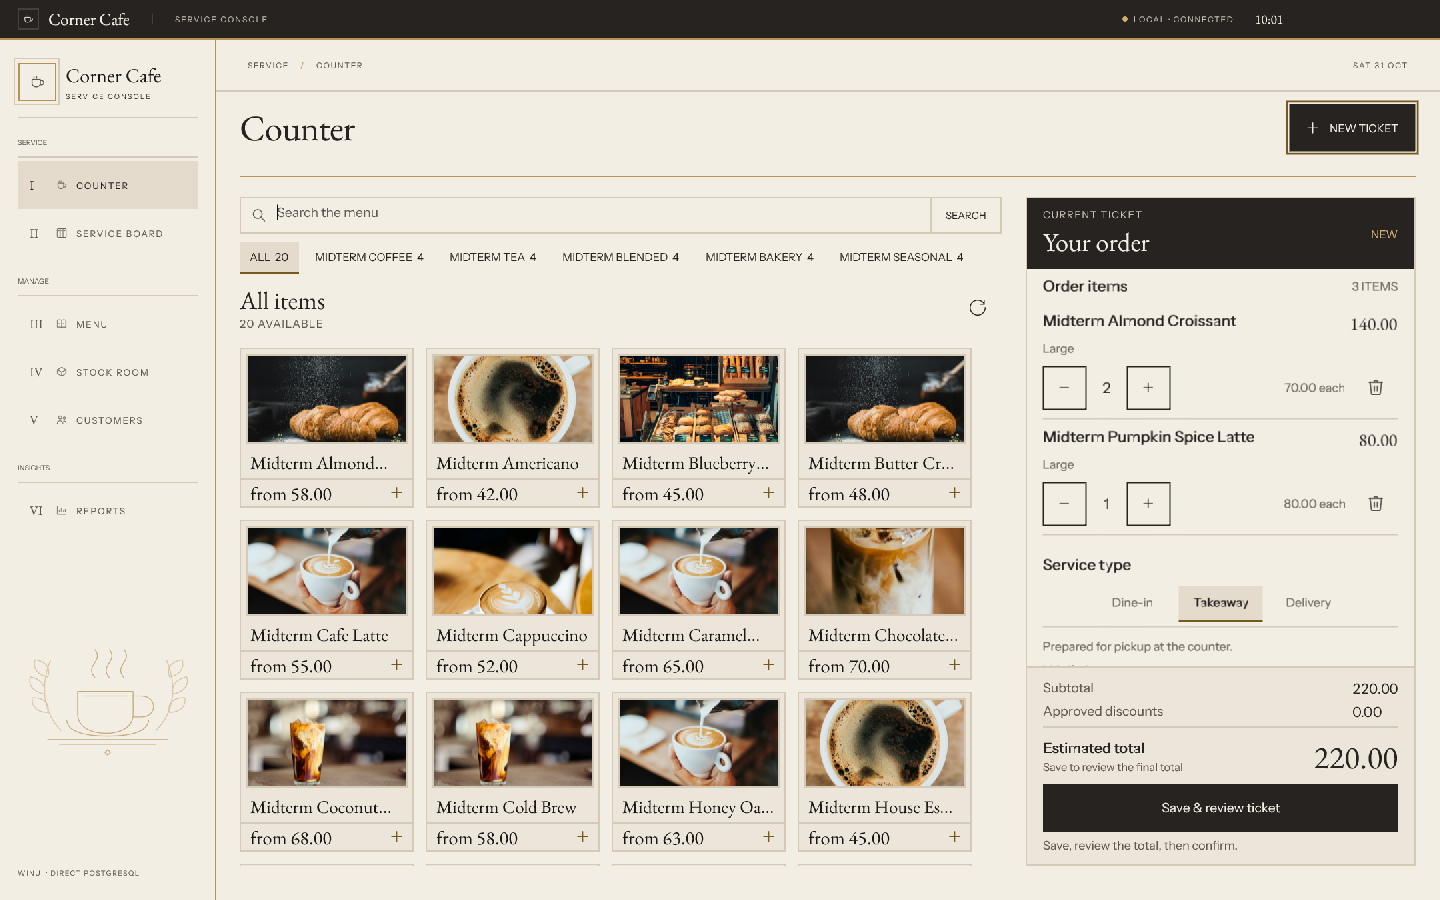 Corner Cafe
SERVICE CONSOLE
LOCAL · CONNECTED
10:01
Corner Cafe
SERVICE CONSOLE
SERVICE
I COUNTER
II SERVICE BOARD
MANAGE
III MENU
IV STOCK ROOM
V CUSTOMERS
INSIGHTS
VI REPORTS
WINU · DIRECT POSTGRESQL
SERVICE / COUNTER
SAT 31 OCT
Counter
+ NEW TICKET
Search the menu
SEARCH
ALL 20
MIDTERM COFFEE 4
MIDTERM TEA 4
MIDTERM BLENDED 4
MIDTERM BAKERY 4
MIDTERM SEASONAL 4
All items
20 AVAILABLE
Midterm Almond...
from 58.00 +
Midterm Americano
from 42.00 +
Midterm Blueberry...
from 45.00 +
Midterm Butter Cr...
from 48.00 +
Midterm Cafe Latte
from 55.00 +
Midterm Cappuccino
from 52.00 +
Midterm Caramel...
from 65.00 +
Midterm Chocolate...
from 70.00 +
Midterm Coconut...
from 68.00 +
Midterm Cold Brew
from 58.00 +
Midterm Honey Oa...
from 63.00 +
Midterm House Es...
from 45.00 +
CURRENT TICKET
Your order
NEW
Order items
3 ITEMS
Midterm Almond Croissant
140.00
Large
− 2 +
70.00 each
Midterm Pumpkin Spice Latte
80.00
Large
− 1 +
80.00 each
Service type
Dine-in
Takeaway
Delivery
Prepared for pickup at the counter.
Subtotal
220.00
Approved discounts
0.00
Estimated total
220.00
Save to review the final total
Save & review ticket
Save, review the total, then confirm.